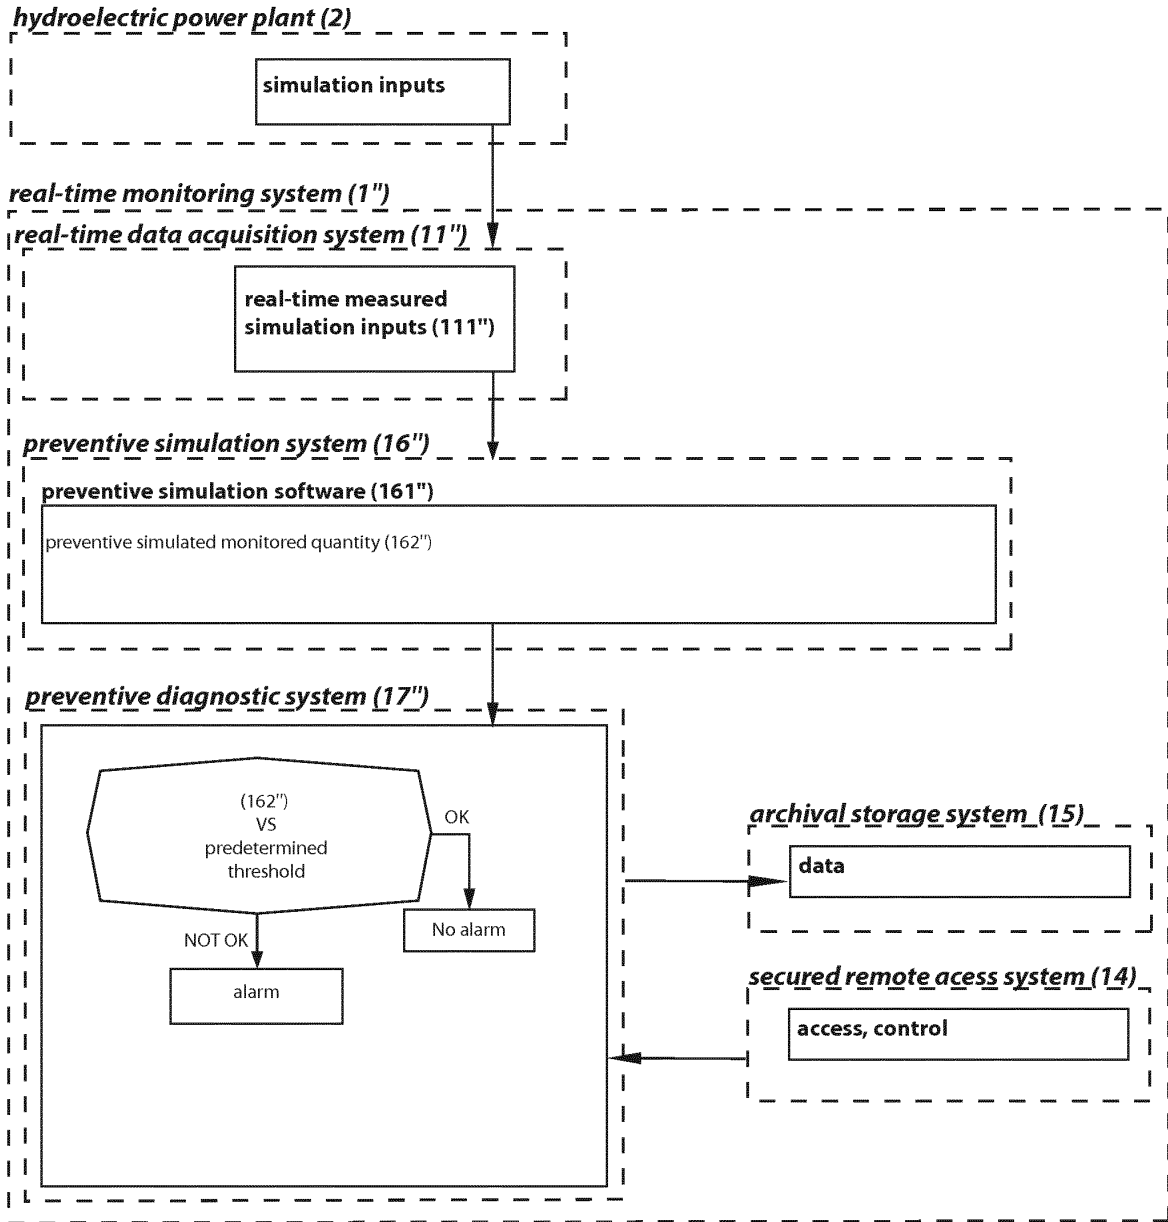 hydroelectric power plant (2)
simulation inputs
real-time monitoring system (1")
real-time data acquisition system (11")
real-time measured
simulation inputs (111")
preventive simulation system (16")
preventive simulation software (161")
preventive simulated monitored quantity (162")
preventive diagnostic system (17")
(162")
VS
predetermined
threshold
OK
No alarm
NOT OK
alarm
archival storage system (15)
data
secured remote acess system (14)
access, control